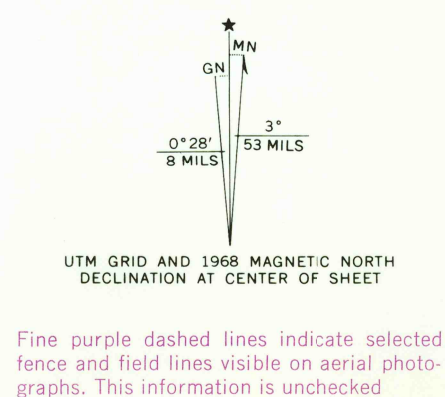 MN
GN
0°28′
8 MILS
3°
53 MILS
UTM GRID AND 1968 MAGNETIC NORTH
DECLINATION AT CENTER OF SHEET
Fine purple dashed lines indicate selected
fence and field lines visible on aerial photo-
graphs. This information is unchecked